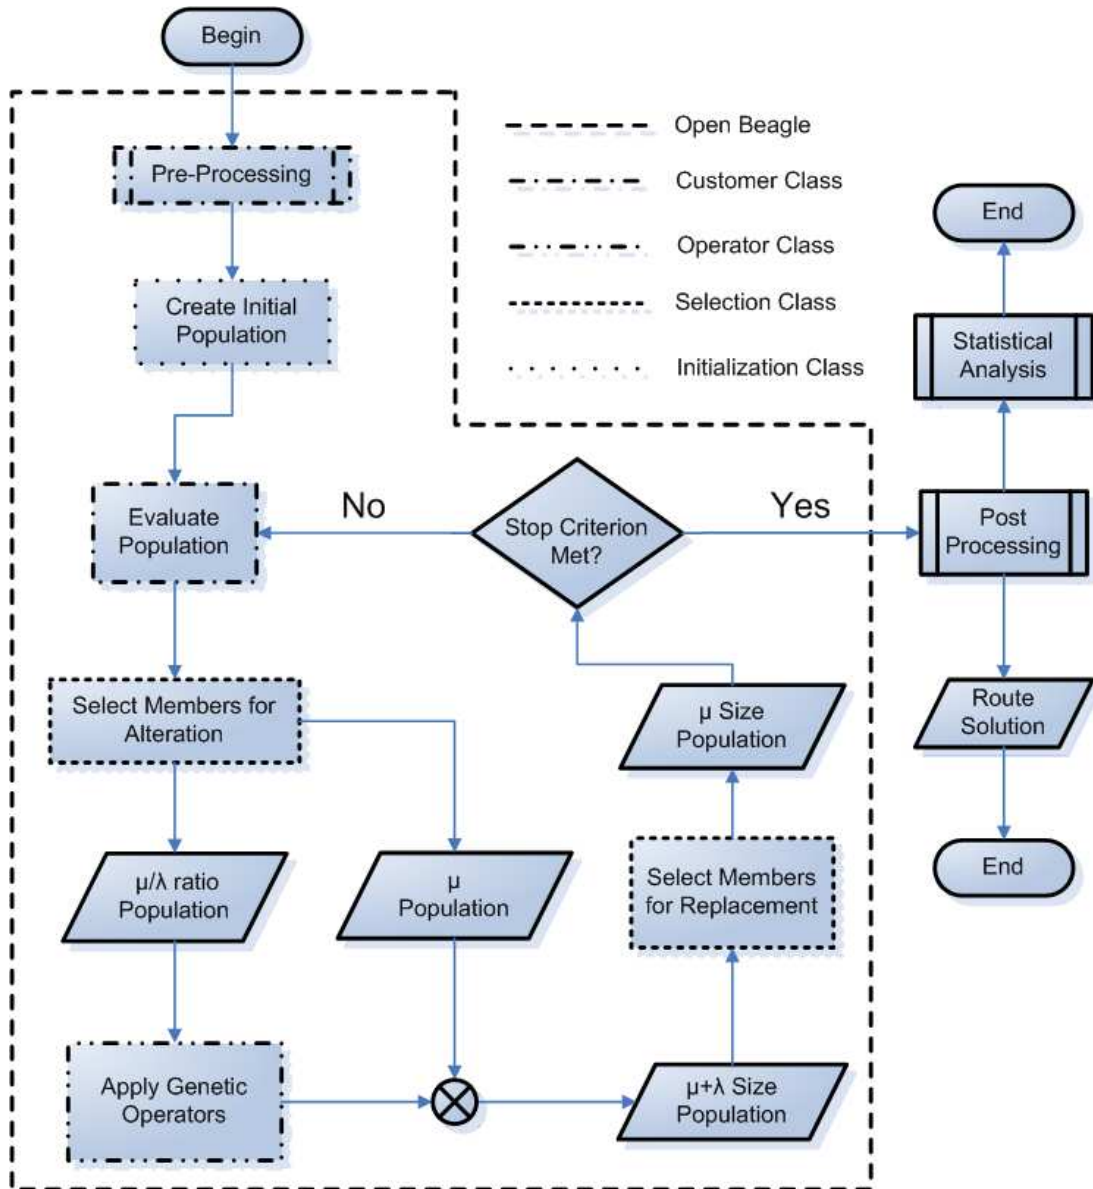 Begin
Pre-Processing
Create Initial
Population
Evaluate
Population
No
Stop Criterion
Met?
Yes
Select Members for
Alteration
μ/λ ratio
Population
μ
Population
Apply Genetic
Operators
μ+λ Size
Population
Select Members
for Replacement
μ Size
Population
Open Beagle
Customer Class
Operator Class
Selection Class
Initialization Class
End
Statistical
Analysis
Post
Processing
Route
Solution
End